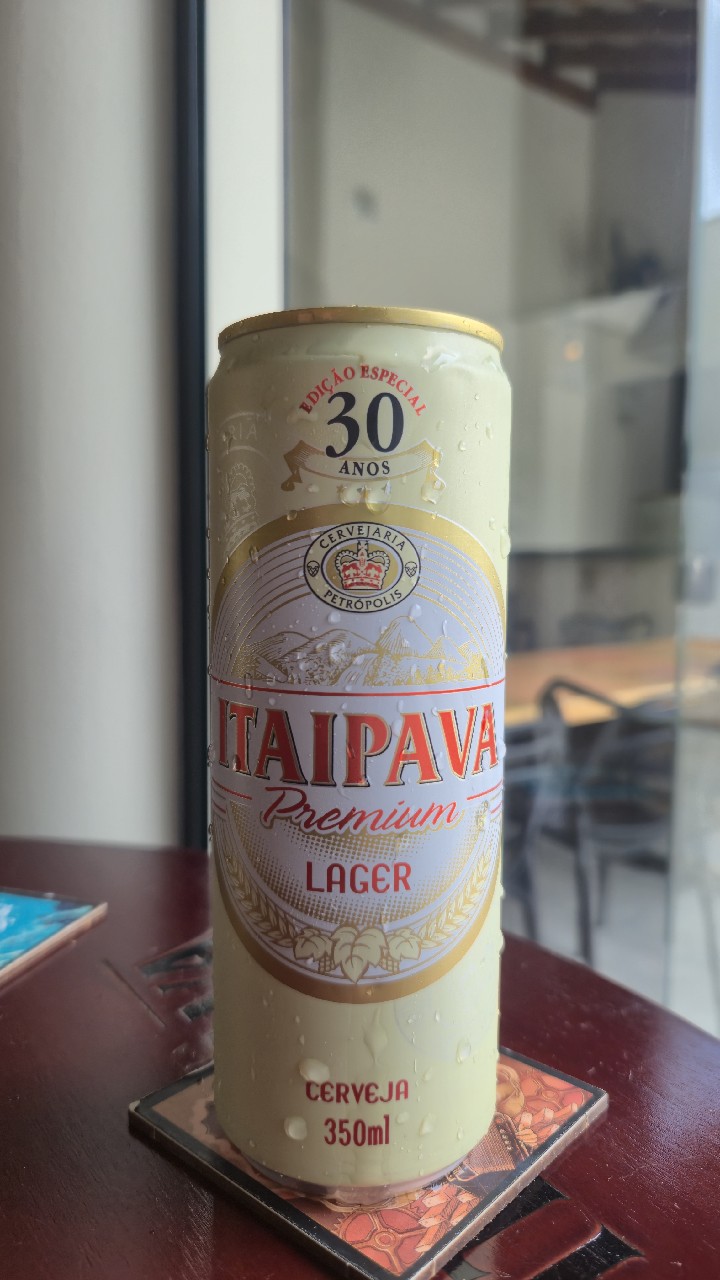 EDIÇÃO ESPECIAL
30
ANOS
CERVEJARIA
PETRÓPOLIS
ITAIPAVA
Premium
LAGER
CERVEJA
350ml